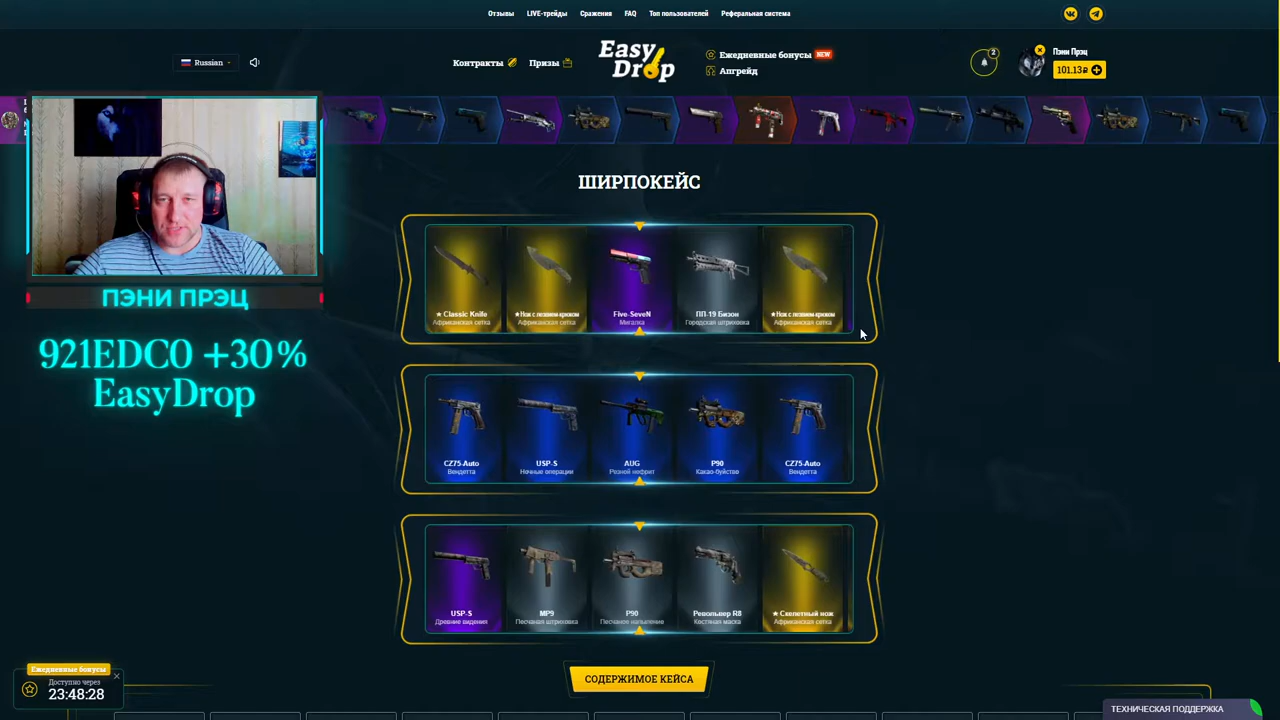 Отзывы LIVE-трейды Сражения FAQ Топ пользователей Реферальная система
Russian
Контракты Призы
Easy Drop
Ежедневные бонусы NEW
Апгрейд
2
Пэни Прэц
101.13₽
ШИРПОКЕЙС
★ Classic Knife
Африканская сетка
★ Нож с лезвием-крюком
Африканская сетка
Five-SeveN
Мигалка
ПП-19 Бизон
Городская штриховка
★ Нож с лезвием-крюком
Африканская сетка
ПЭНИ ПРЭЦ
921EDCO +30%
EasyDrop
CZ75-Auto
Вендетта
USP-S
Ночные операции
AUG
Резной нефрит
P90
Какао-буйство
CZ75-Auto
Вендетта
USP-S
Древние видения
MP9
Песчаная штриховка
P90
Песчаное напыление
Револьвер R8
Костяная маска
★ Скелетный нож
Африканская сетка
СОДЕРЖИМОЕ КЕЙСА
Ежедневные бонусы
Доступно через
23:48:28
ТЕХНИЧЕСКАЯ ПОДДЕРЖКА